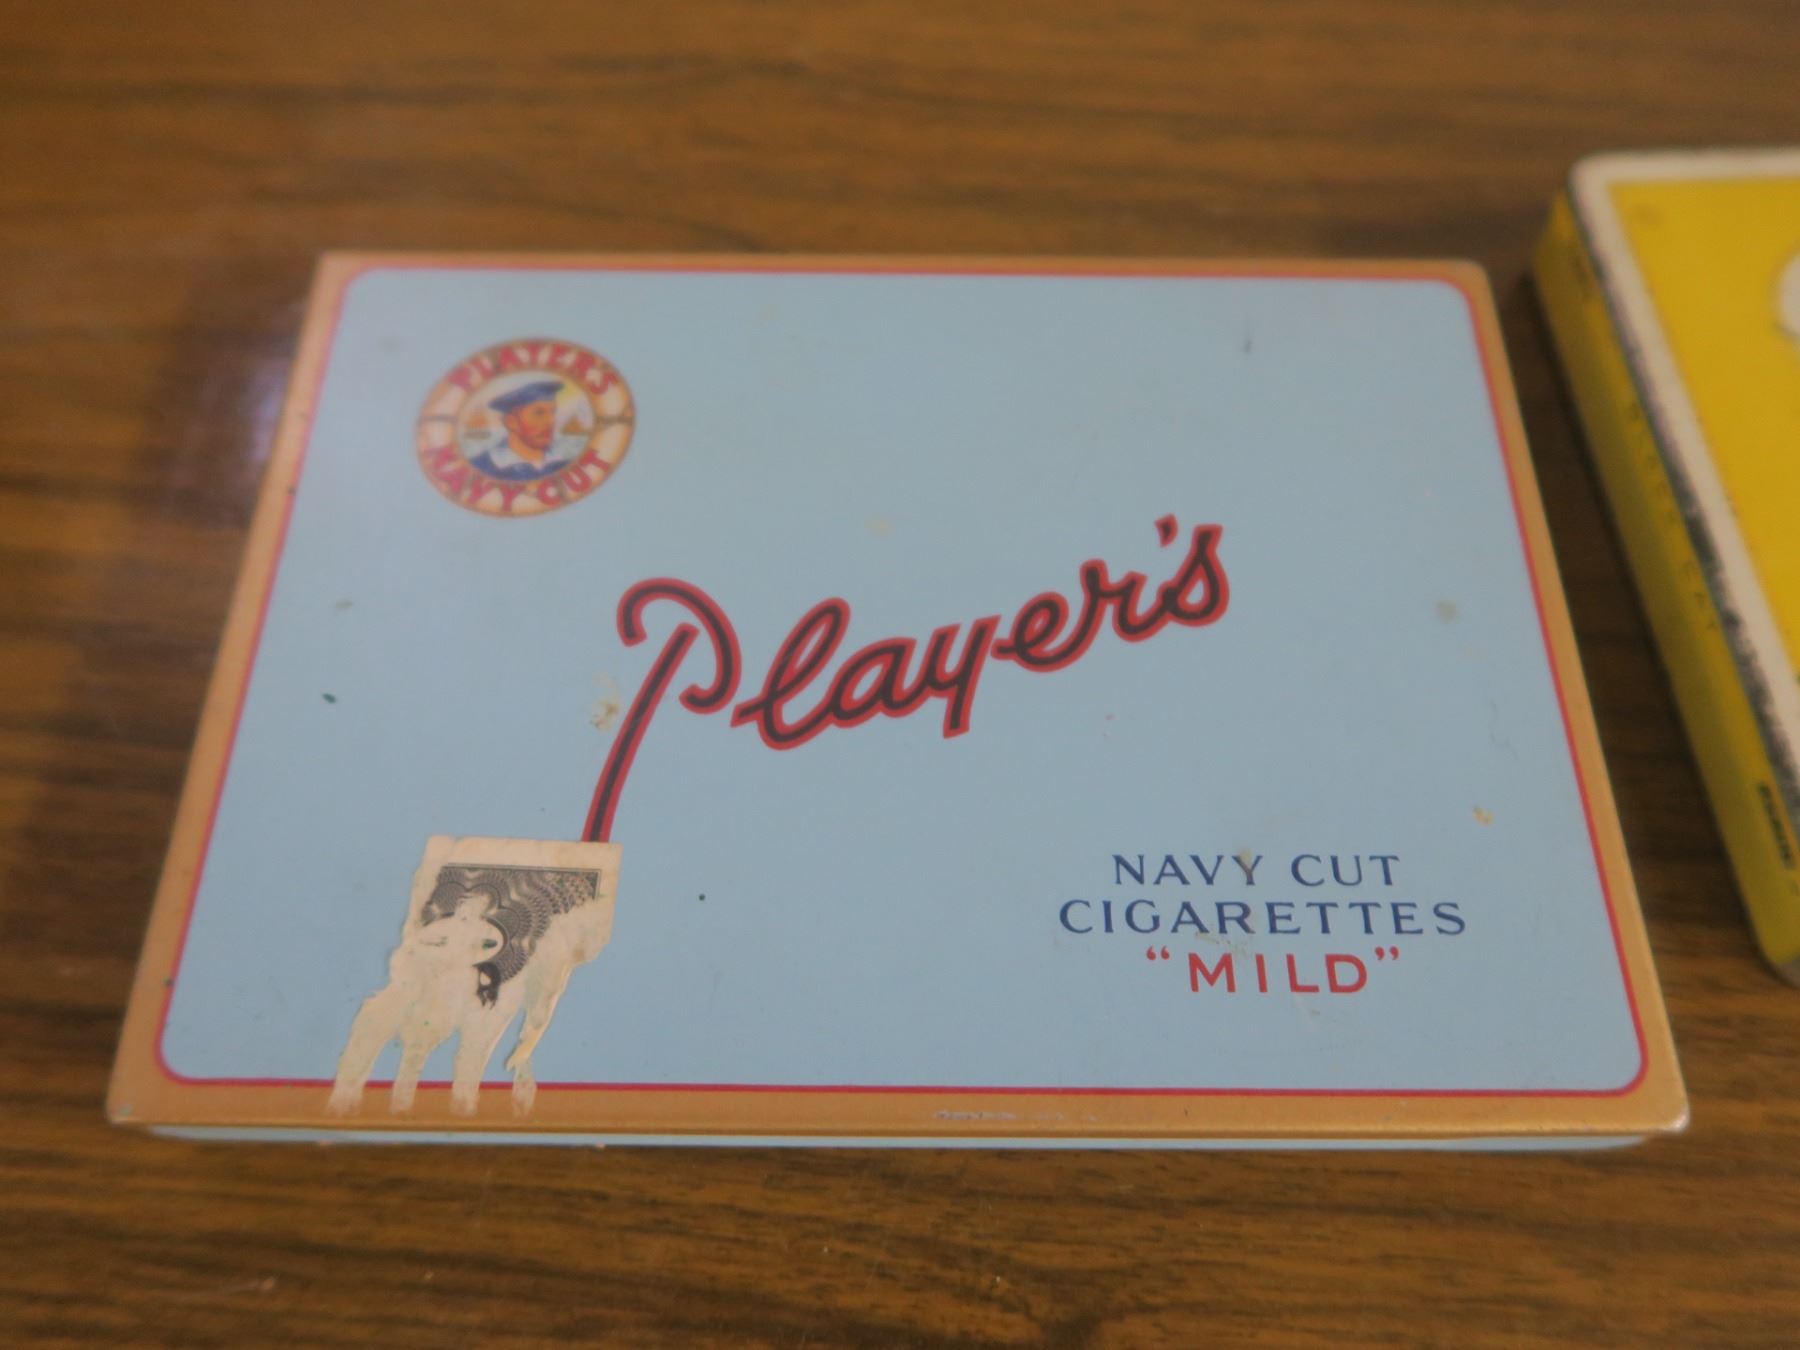 PLAYER'S
NAVY CUT
Player's
NAVY CUT
CIGARETTES
"MILD"